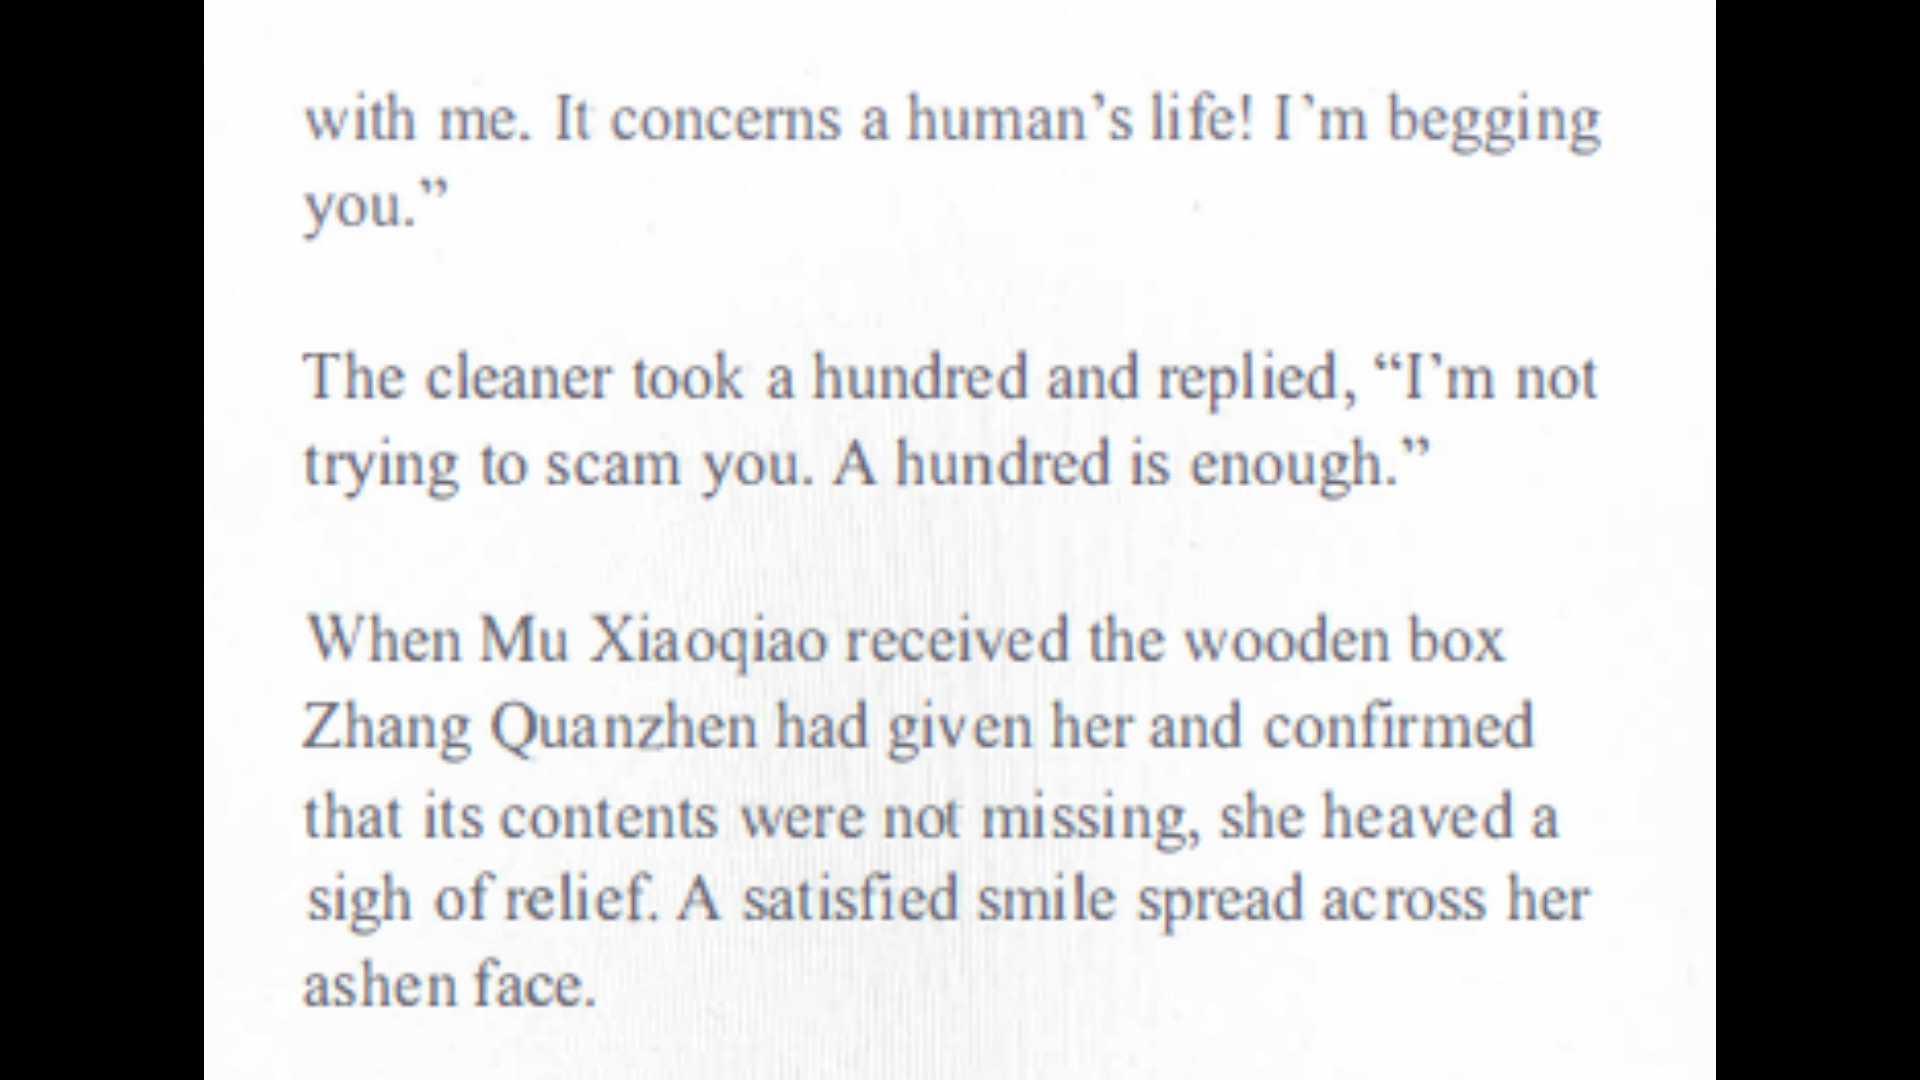 with me. It concerns a human’s life! I’m begging
you.”
The cleaner took a hundred and replied, “I’m not
trying to scam you. A hundred is enough.”
When Mu Xiaoqiao received the wooden box
Zhang Quanzhen had given her and confirmed
that its contents were not missing, she heaved a
sigh of relief. A satisfied smile spread across her
ashen face.